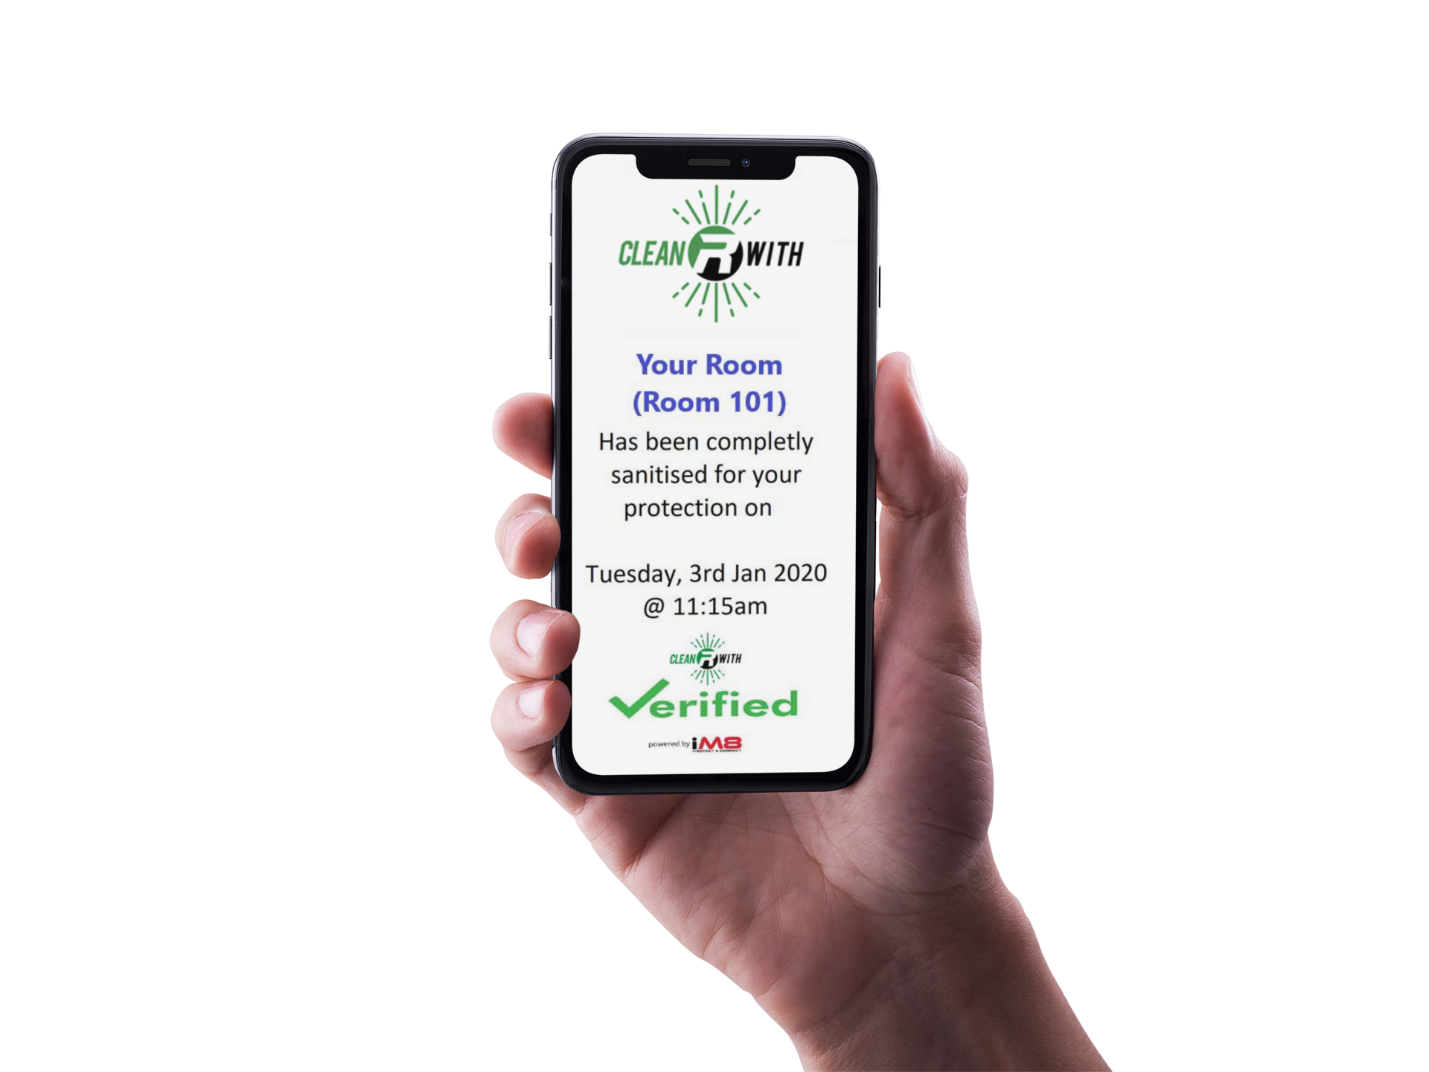 CLEAN R WITH
Your Room
(Room 101)
Has been completly
sanitised for your
protection on
Tuesday, 3rd Jan 2020
@ 11:15am
CLEAN R WITH
Verified
powered by iM8